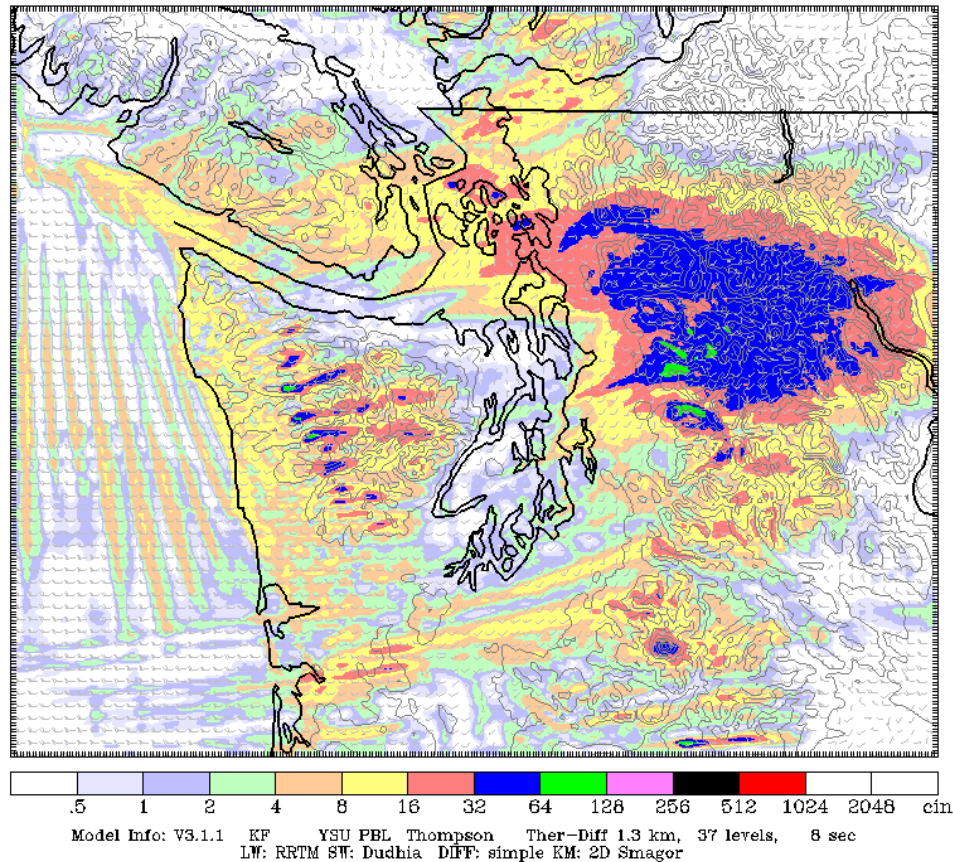 .5 1 2 4 8 16 32 64 128 256 512 1024 2048 cin
Model Info: V3.1.1 KF YSU PBL Thompson Ther-Diff 1.3 km, 37 levels, 8 sec
LW: RRTM SW: Dudhia DIFF: simple KM: 2D Smagor